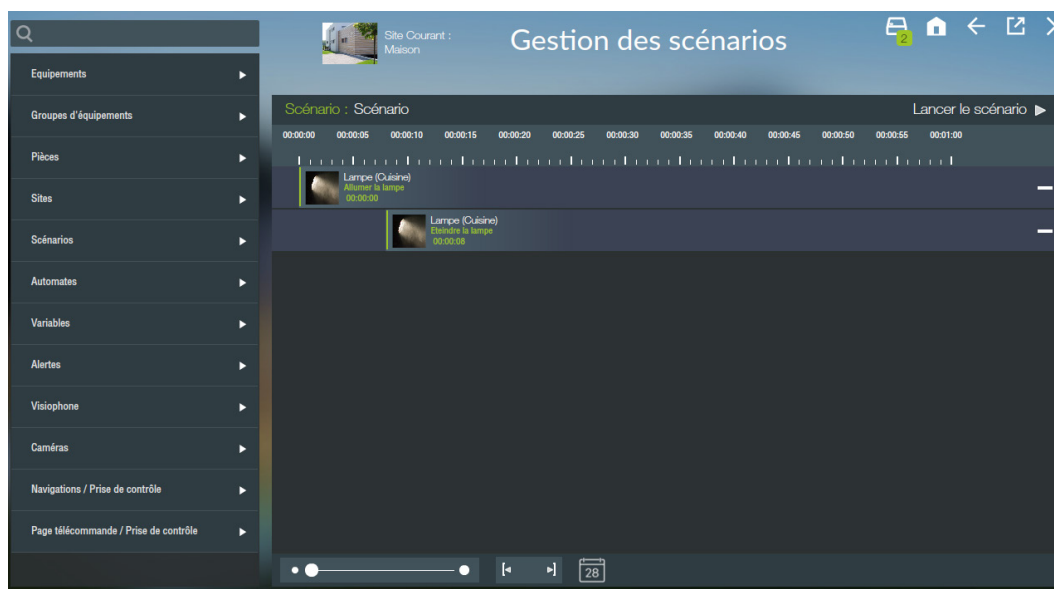 Site Courant :
Maison
Gestion des scénarios
2
Equipements
Groupes d'équipements
Pièces
Sites
Scénarios
Automates
Variables
Alertes
Visiophone
Caméras
Navigations / Prise de contrôle
Page télécommande / Prise de contrôle
Scénario : Scénario
Lancer le scénario
00:00:00 00:00:05 00:00:10 00:00:15 00:00:20 00:00:25 00:00:30 00:00:35 00:00:40 00:00:45 00:00:50 00:00:55 00:01:00
Lampe (Cuisine)
Allumer la lampe
00:00:00
Lampe (Cuisine)
Eteindre la lampe
00:00:08
28